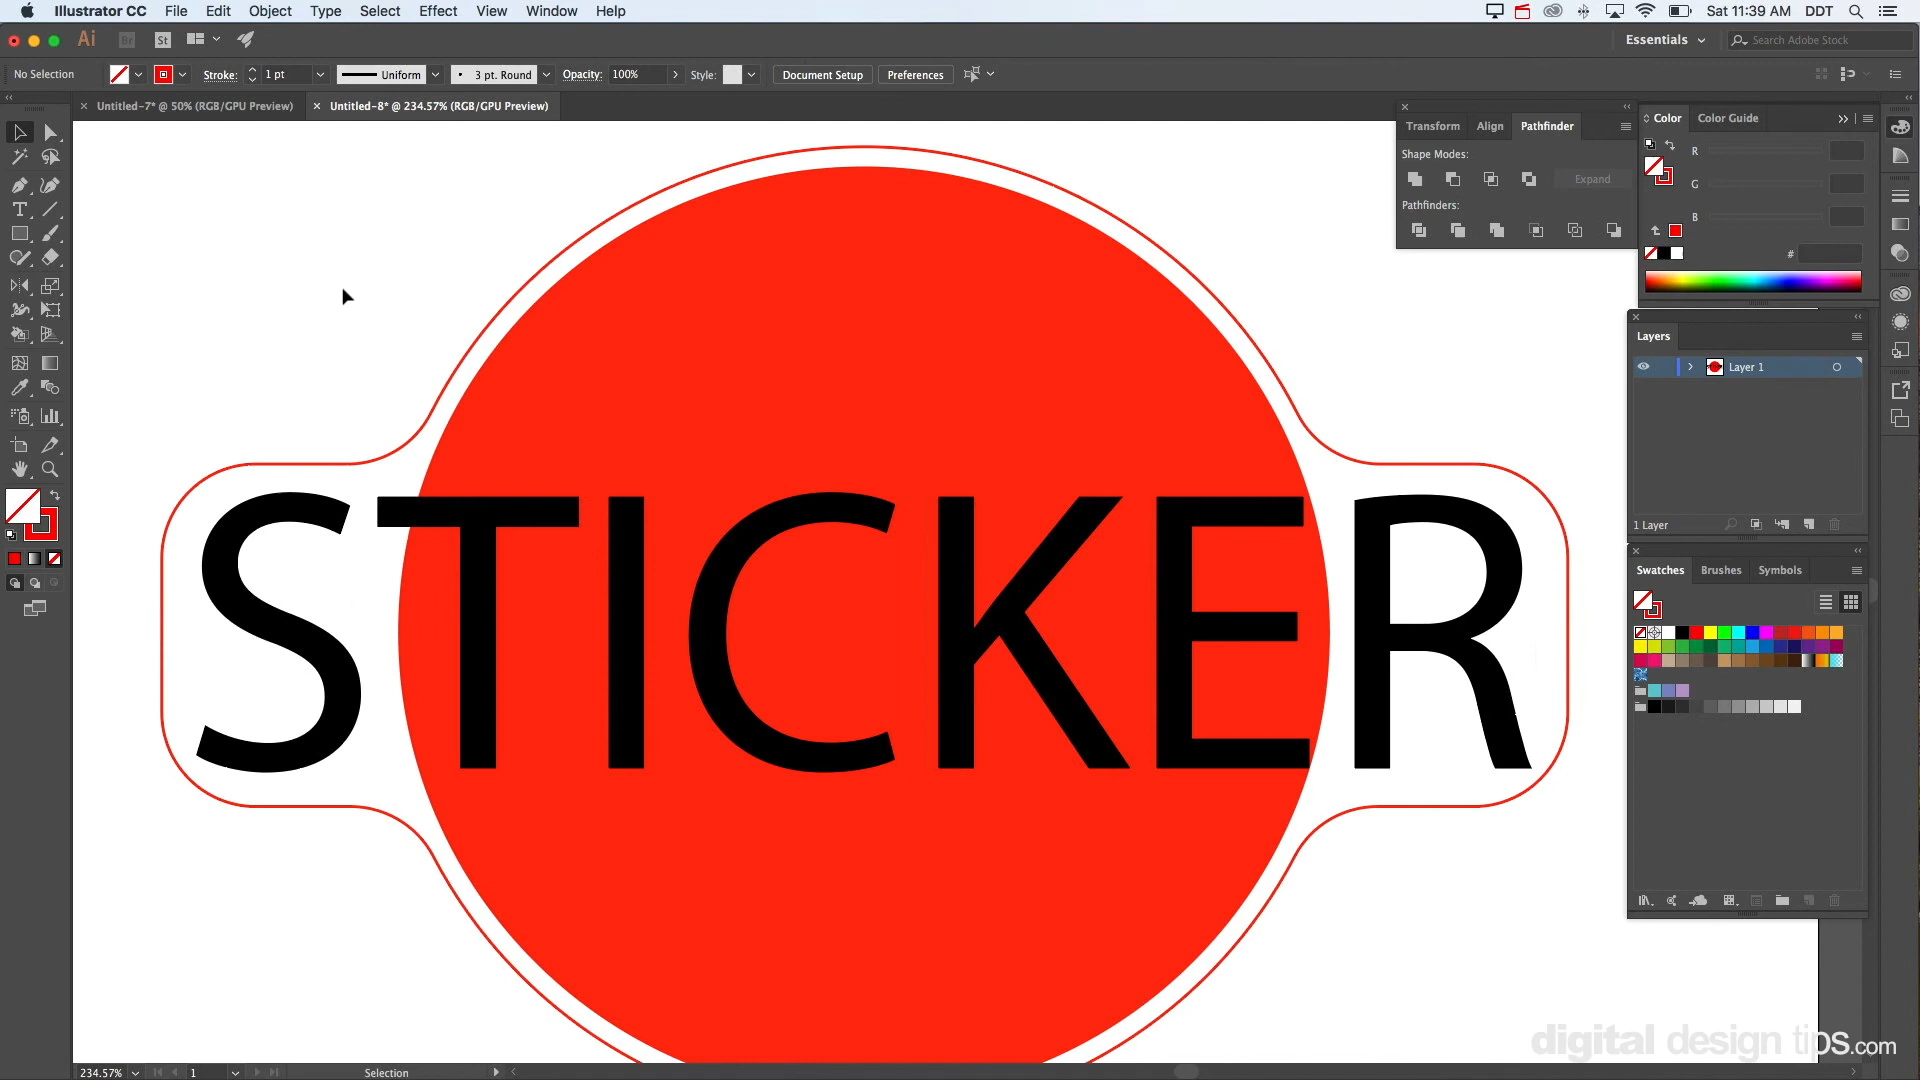 Illustrator CC File Edit Object Type Select Effect View Window Help Sat 11:39 AM DDT
Ai Br St Essentials Search Adobe Stock
No Selection Stroke: 1 pt Uniform 3 pt. Round Opacity: 100% Style: Document Setup Preferences
Untitled-7* @ 50% (RGB/GPU Preview) Untitled-8* @ 234.57% (RGB/GPU Preview)
Transform Align Pathfinder
Shape Modes:
Expand
Pathfinders:
Color Color Guide
R
G
B
#
Layers
Layer 1
1 Layer
Swatches Brushes Symbols
STICKER
digital design tips.com
234.57% 1 Selection